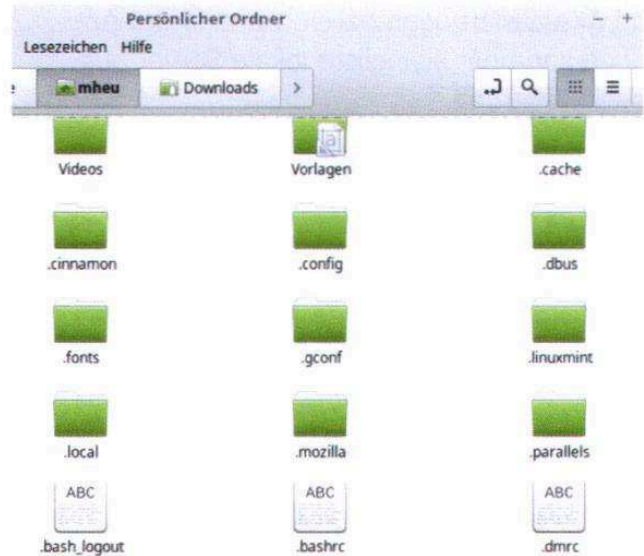 Persönlicher Ordner
Lesezeichen Hilfe
mheu Downloads
Videos Vorlagen .cache
.cinnamon .config .dbus
.fonts .gconf .linuxmint
.local .mozilla .parallels
ABC ABC ABC
.bash_logout .bashrc .dmrc